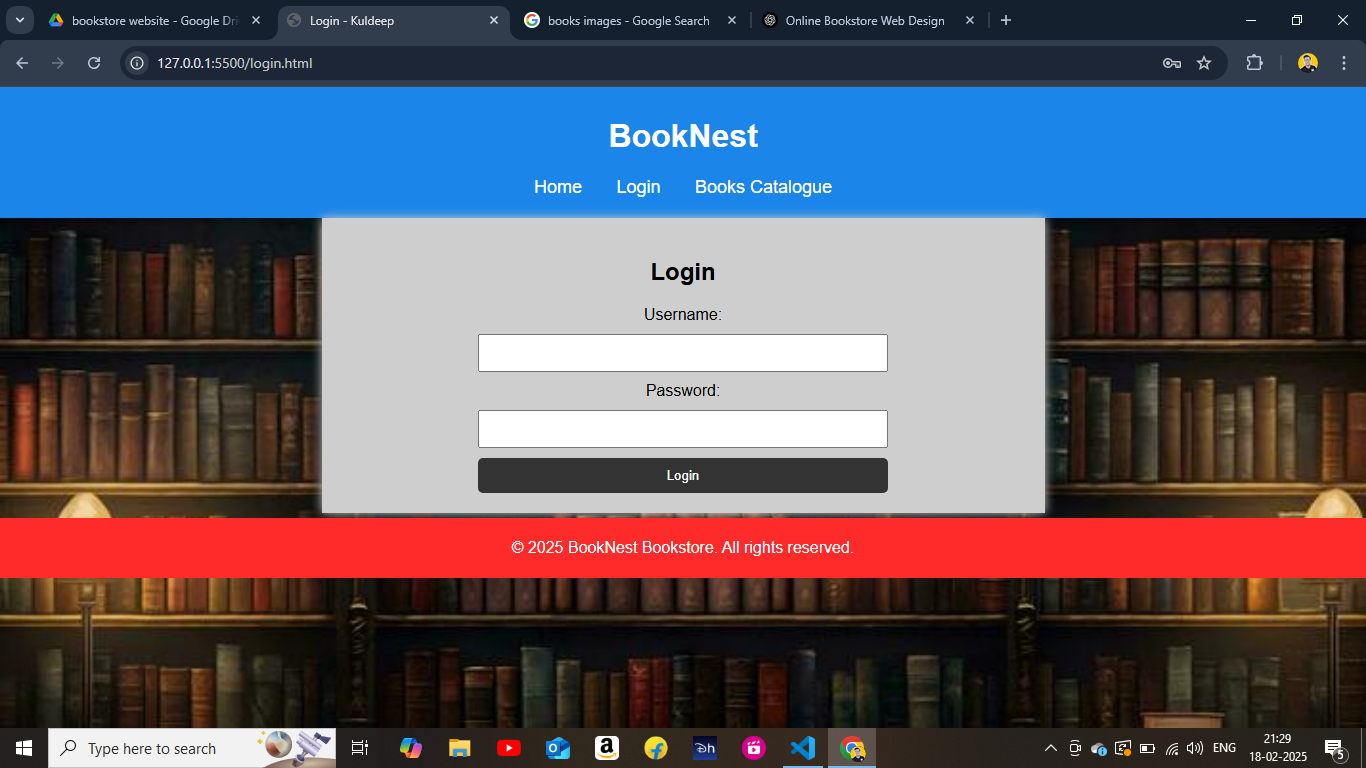 bookstore website - Google Dri
Login - Kuldeep
books images - Google Search
Online Bookstore Web Design
127.0.0.1:5500/login.html
BookNest
Home Login Books Catalogue
Login
Username:
Password:
Login
© 2025 BookNest Bookstore. All rights reserved.
Type here to search
ENG
21:29
18-02-2025
5